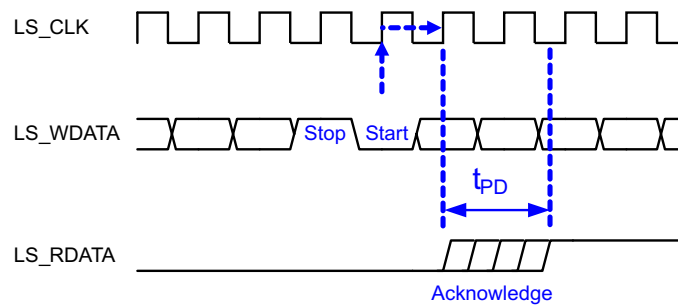 LS_CLK
LS_WDATA
Stop
Start
tPD
LS_RDATA
Acknowledge